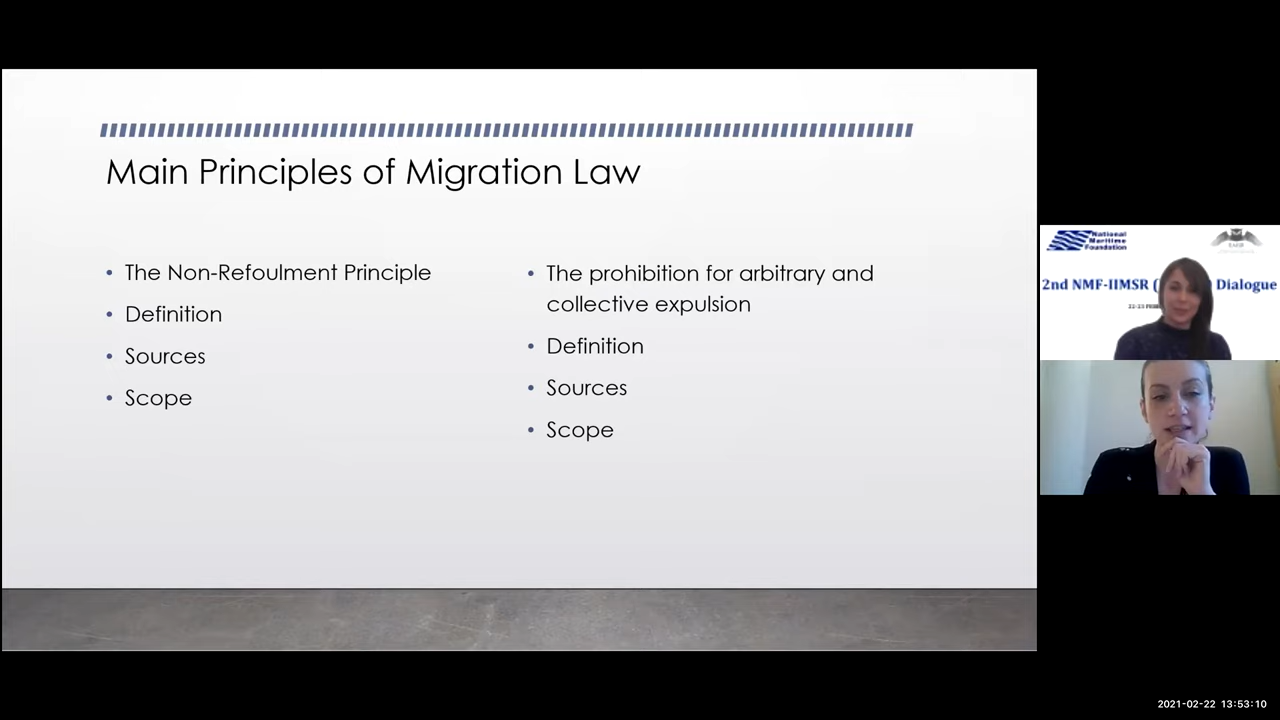 Main Principles of Migration Law
• The Non-Refoulment Principle
• Definition
• Sources
• Scope
• The prohibition for arbitrary and
collective expulsion
• Definition
• Sources
• Scope
National
Maritime
Foundation
2nd NMF-IIMSR ( Dialogue
2021-02-22 13:53:10